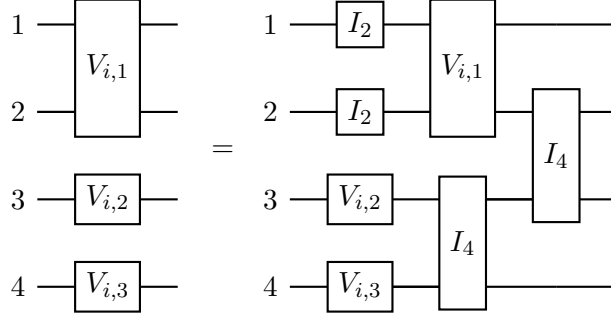 1 1 I_2
V_{i,1} V_{i,1}
2 2 I_2
= I_4
3 V_{i,2} 3 V_{i,2}
I_4
4 V_{i,3} 4 V_{i,3}